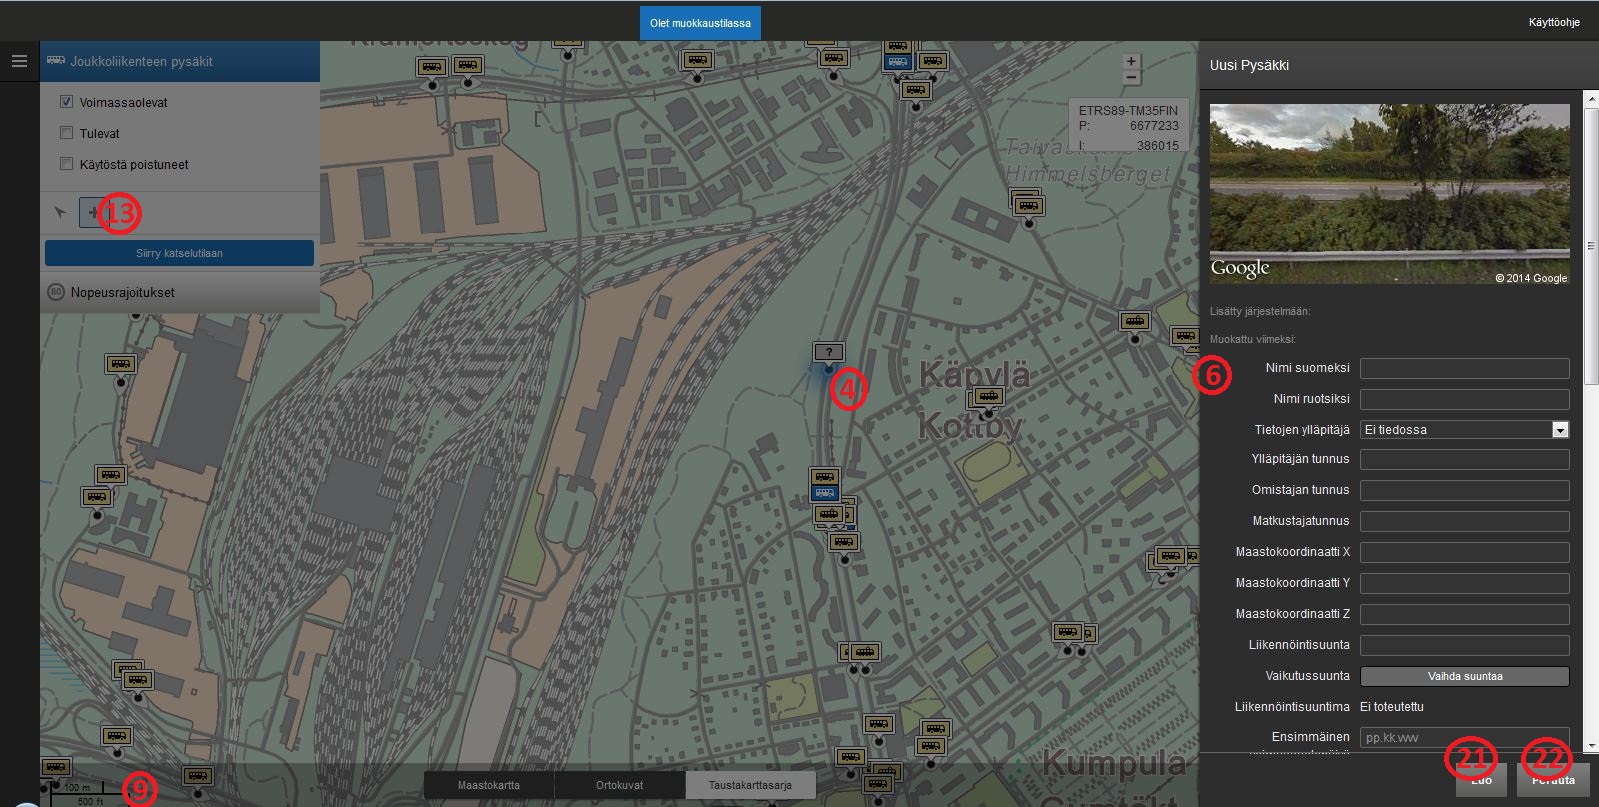 Olet muokkaustilassa
Käyttöohje
Joukkoliikenteen pysäkit
Voimassaolevat
Tulevat
Käytöstä poistuneet
13
Siirry katselutilaan
80 Nopeusrajoitukset
+
−
ETRS89-TM35FIN
P: 6677233
I: 386015
Himmelsberget
?
4
Käpylä
Kottby
Kumpula
9
100 m
500 ft
Maastokartta
Ortokuvat
Taustakarttasarja
Uusi Pysäkki
Google
© 2014 Google
Lisätty järjestelmään:
Muokattu viimeksi:
6
Nimi suomeksi
Nimi ruotsiksi
Tietojen ylläpitäjä Ei tiedossa
Ylläpitäjän tunnus
Omistajan tunnus
Matkustajatunnus
Maastokoordinaatti X
Maastokoordinaatti Y
Maastokoordinaatti Z
Liikennöintisuunta
Vaikutussuunta Vaihda suuntaa
Liikennöintisuuntima Ei toteutettu
Ensimmäinen pp.kk.vvvv
21
22
Luo
Peruuta